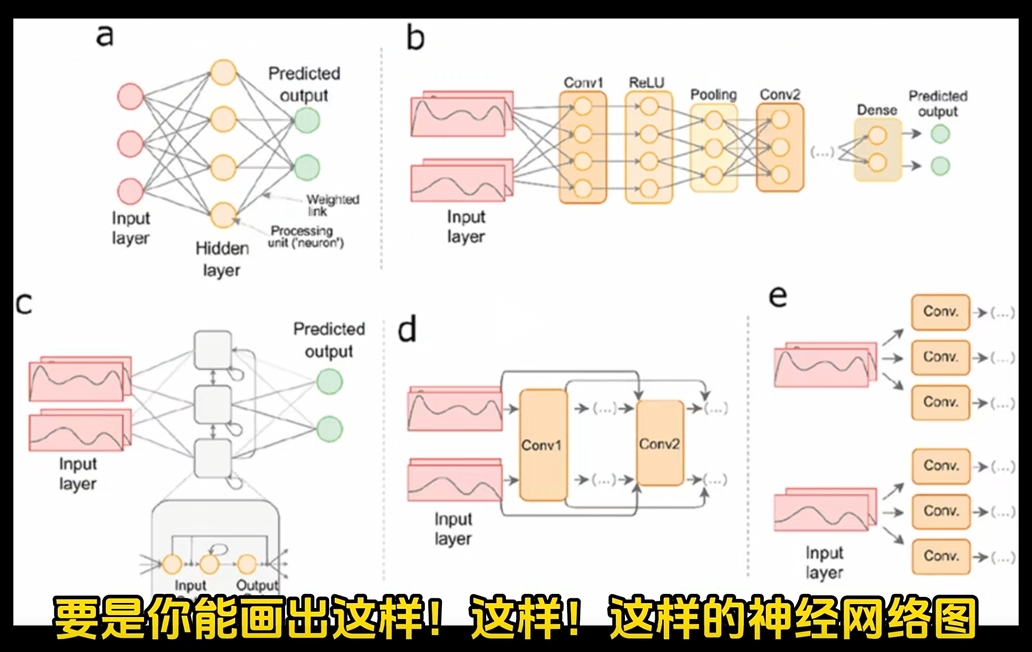 a
Predicted
output
Input
layer
Hidden
layer
Weighted
link
Processing
unit ('neuron')
b
Conv1
ReLU
Pooling
Conv2
(...)
Dense
Predicted
output
Input
layer
c
Predicted
output
Input
layer
Input
Output
d
Conv1
(...)
(...)
Conv2
(...)
(...)
Input
layer
e
Conv.
(...)
Conv.
(...)
Conv.
(...)
Conv.
(...)
Conv.
(...)
Conv.
(...)
Input
layer
要是你能画出这样！这样！这样的神经网络图